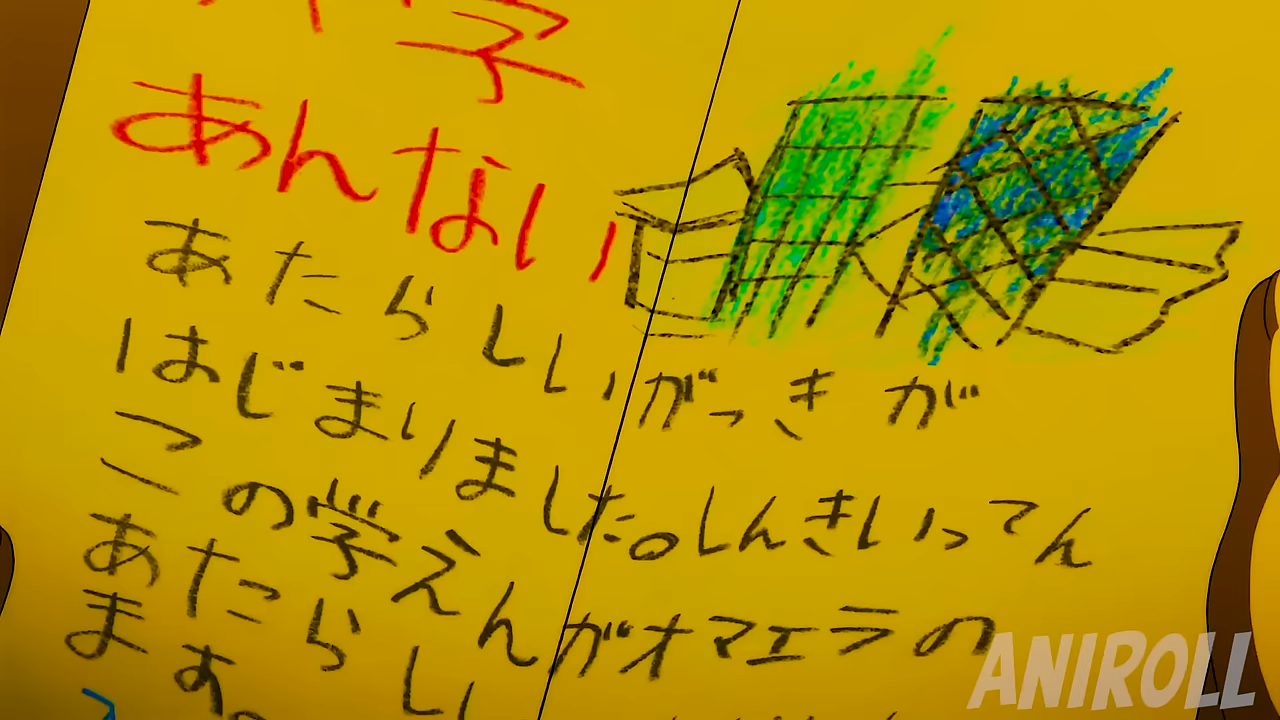 学
あんない
あたらしいがっきが
はじまりました。しんきいってん
この学えんがオマエラの
あたらし
ま
ANIROLL